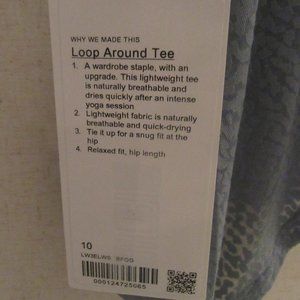 WHY WE MADE THIS
Loop Around Tee
1. A wardrobe staple, with an
upgrade. This lightweight tee
is naturally breathable and
dries quickly after an intense
yoga session
2. Lightweight fabric is naturally
breathable and quick-drying
3. Tie it up for a snug fit at the
hip
4. Relaxed fit, hip length
10
LW3ELWS BFGG
000124725065